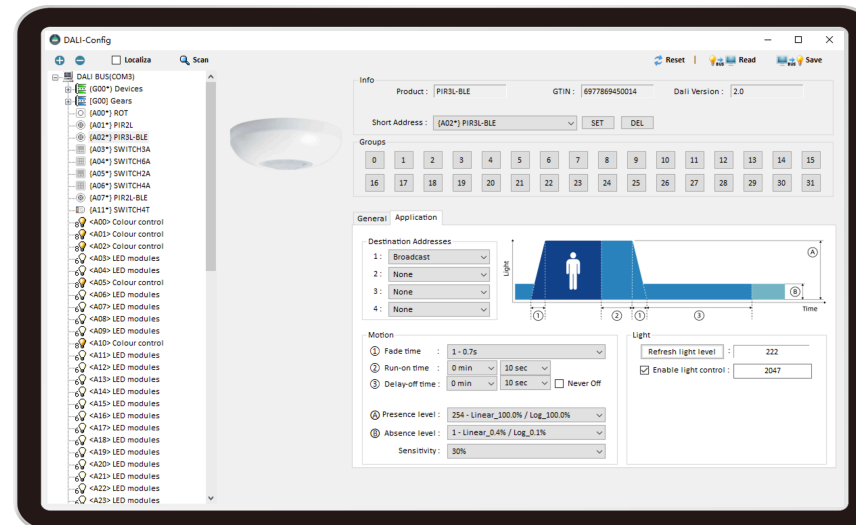 DALI-Config
Localiza Scan Reset | Read Save
DALI BUS(COM3)
(G00*) Devices
[G00] Gears
{A00*} ROT
{A01*} PIR2L
{A02*} PIR3L-BLE
{A03*} SWITCH3A
{A04*} SWITCH6A
{A05*} SWITCH2A
{A06*} SWITCH4A
{A07*} PIR2L-BLE
{A11*} SWITCH4T
<A00> Colour control
<A01> Colour control
<A02> Colour control
<A03> LED modules
<A04> LED modules
<A05> Colour control
<A06> LED modules
<A07> LED modules
<A08> LED modules
<A09> LED modules
<A10> Colour control
<A11> LED modules
<A12> LED modules
<A13> LED modules
<A14> LED modules
<A15> LED modules
<A16> LED modules
<A17> LED modules
<A18> LED modules
<A19> LED modules
<A20> LED modules
<A21> LED modules
<A22> LED modules
<A23> LED modules
Info
Product : PIR3L-BLE GTIN : 6977869450014 Dali Version : 2.0
Short Address : {A02*} PIR3L-BLE SET DEL
Groups
0 1 2 3 4 5 6 7 8 9 10 11 12 13 14 15
16 17 18 19 20 21 22 23 24 25 26 27 28 29 30 31
General Application
Destination Addresses
1 : Broadcast
2 : None
3 : None
4 : None
Light
A
B
1 2 1 3
Time
Motion
1 Fade time : 1 - 0.7s
2 Run-on time : 0 min 10 sec
3 Delay-off time : 0 min 10 sec Never Off
A Presence level : 254 - Linear_100.0% / Log_100.0%
B Absence level : 1 - Linear_0.4% / Log_0.1%
Sensitivity : 30%
Light
Refresh light level : 222
Enable light control : 2047